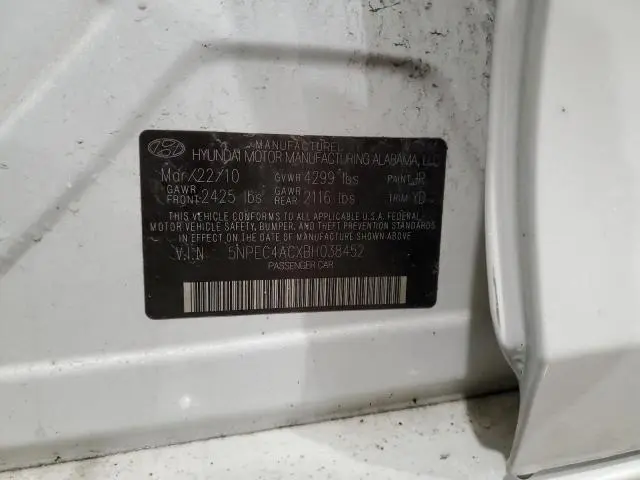 MANUFACTURE
HYUNDAI MOTOR MANUFACTURING ALABAMA, LLC
Mar/22/10 GVWR 4299 lbs PAINT JR
GAWR FRONT 2425 lbs GAWR REAR 2116 lbs TRIM YD
THIS VEHICLE CONFORMS TO ALL APPLICABLE U.S.A. FEDERAL
MOTOR VEHICLE SAFETY, BUMPER, AND THEFT PREVENTION STANDARDS
IN EFFECT ON THE DATE OF MANUFACTURE SHOWN ABOVE
V.I.N 5NPEC4ACXBH038452
PASSENGER CAR